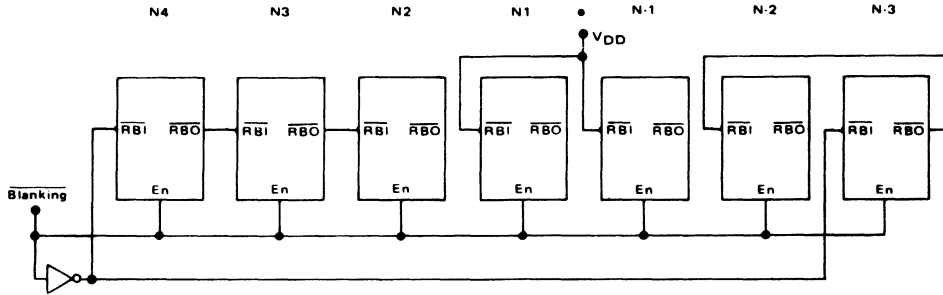 N4 N3 N2 N1 • N-1 N-2 N-3
VDD
RBI RBO RBI RBO RBI RBO RBI RBO RBI RBO RBI RBO RBI RBO
En En En En En En En
Blanking